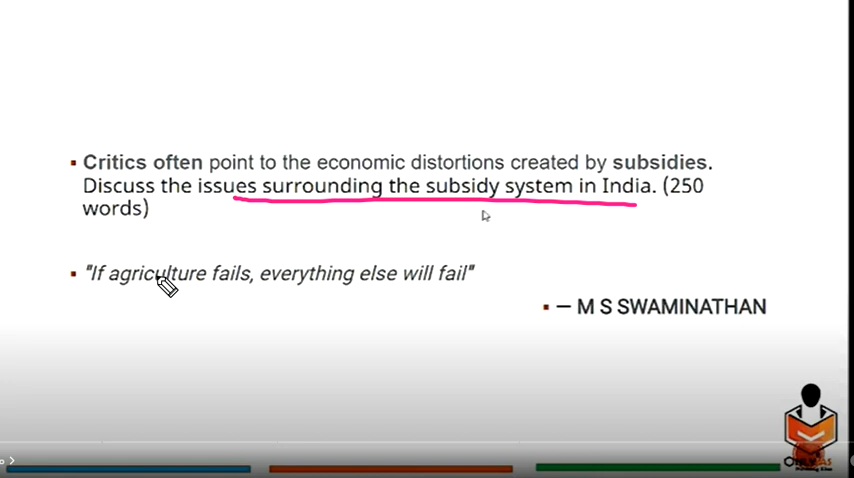 ▪ Critics often point to the economic distortions created by subsidies.
Discuss the issues surrounding the subsidy system in India. (250
words)
▪ "If agriculture fails, everything else will fail"
▪ — M S SWAMINATHAN